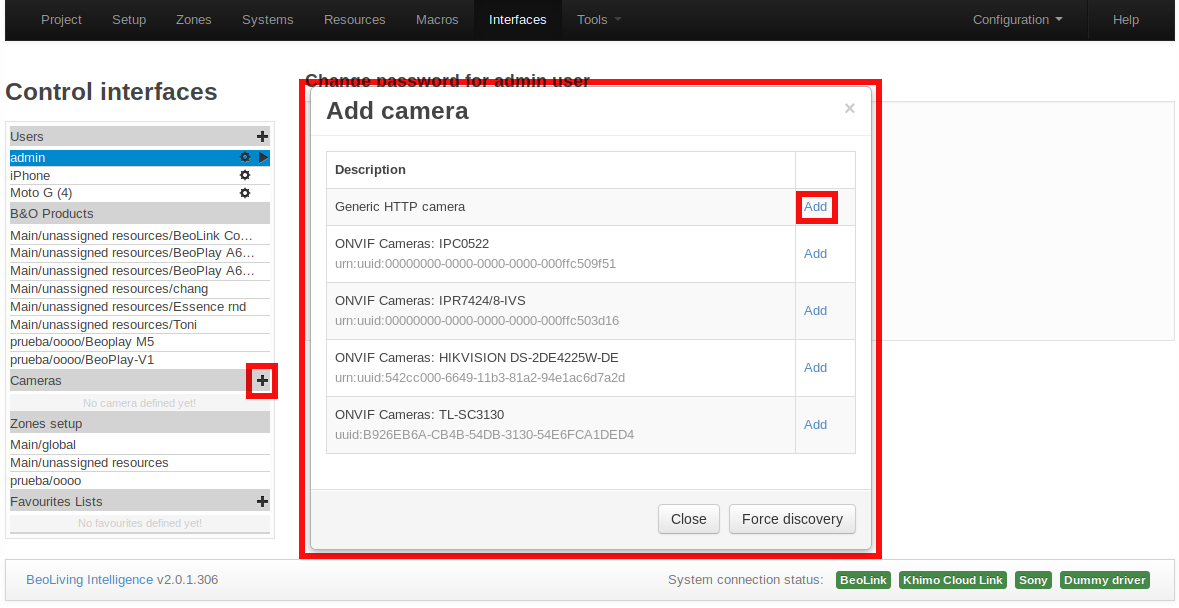 Project Setup Zones Systems Resources Macros Interfaces Tools Configuration Help
Control interfaces
Users
admin
iPhone
Moto G (4)
B&O Products
Main/unassigned resources/BeoLink Co…
Main/unassigned resources/BeoPlay A6…
Main/unassigned resources/BeoPlay A6…
Main/unassigned resources/chang
Main/unassigned resources/Essence rnd
Main/unassigned resources/Toni
prueba/oooo/Beoplay M5
prueba/oooo/BeoPlay-V1
Cameras
No camera defined yet!
Zones setup
Main/global
Main/unassigned resources
prueba/oooo
Favourites Lists
No favourites defined yet!
Change password for admin user
Add camera ×
Description
Generic HTTP camera Add
ONVIF Cameras: IPC0522
urn:uuid:00000000-0000-0000-0000-000ffc509f51
Add
ONVIF Cameras: IPR7424/8-IVS
urn:uuid:00000000-0000-0000-0000-000ffc503d16
Add
ONVIF Cameras: HIKVISION DS-2DE4225W-DE
urn:uuid:542cc000-6649-11b3-81a2-94e1ac6d7a2d
Add
ONVIF Cameras: TL-SC3130
uuid:B926EB6A-CB4B-54DB-3130-54E6FCA1DED4
Add
Close Force discovery
BeoLiving Intelligence v2.0.1.306 System connection status: BeoLink Khimo Cloud Link Sony Dummy driver